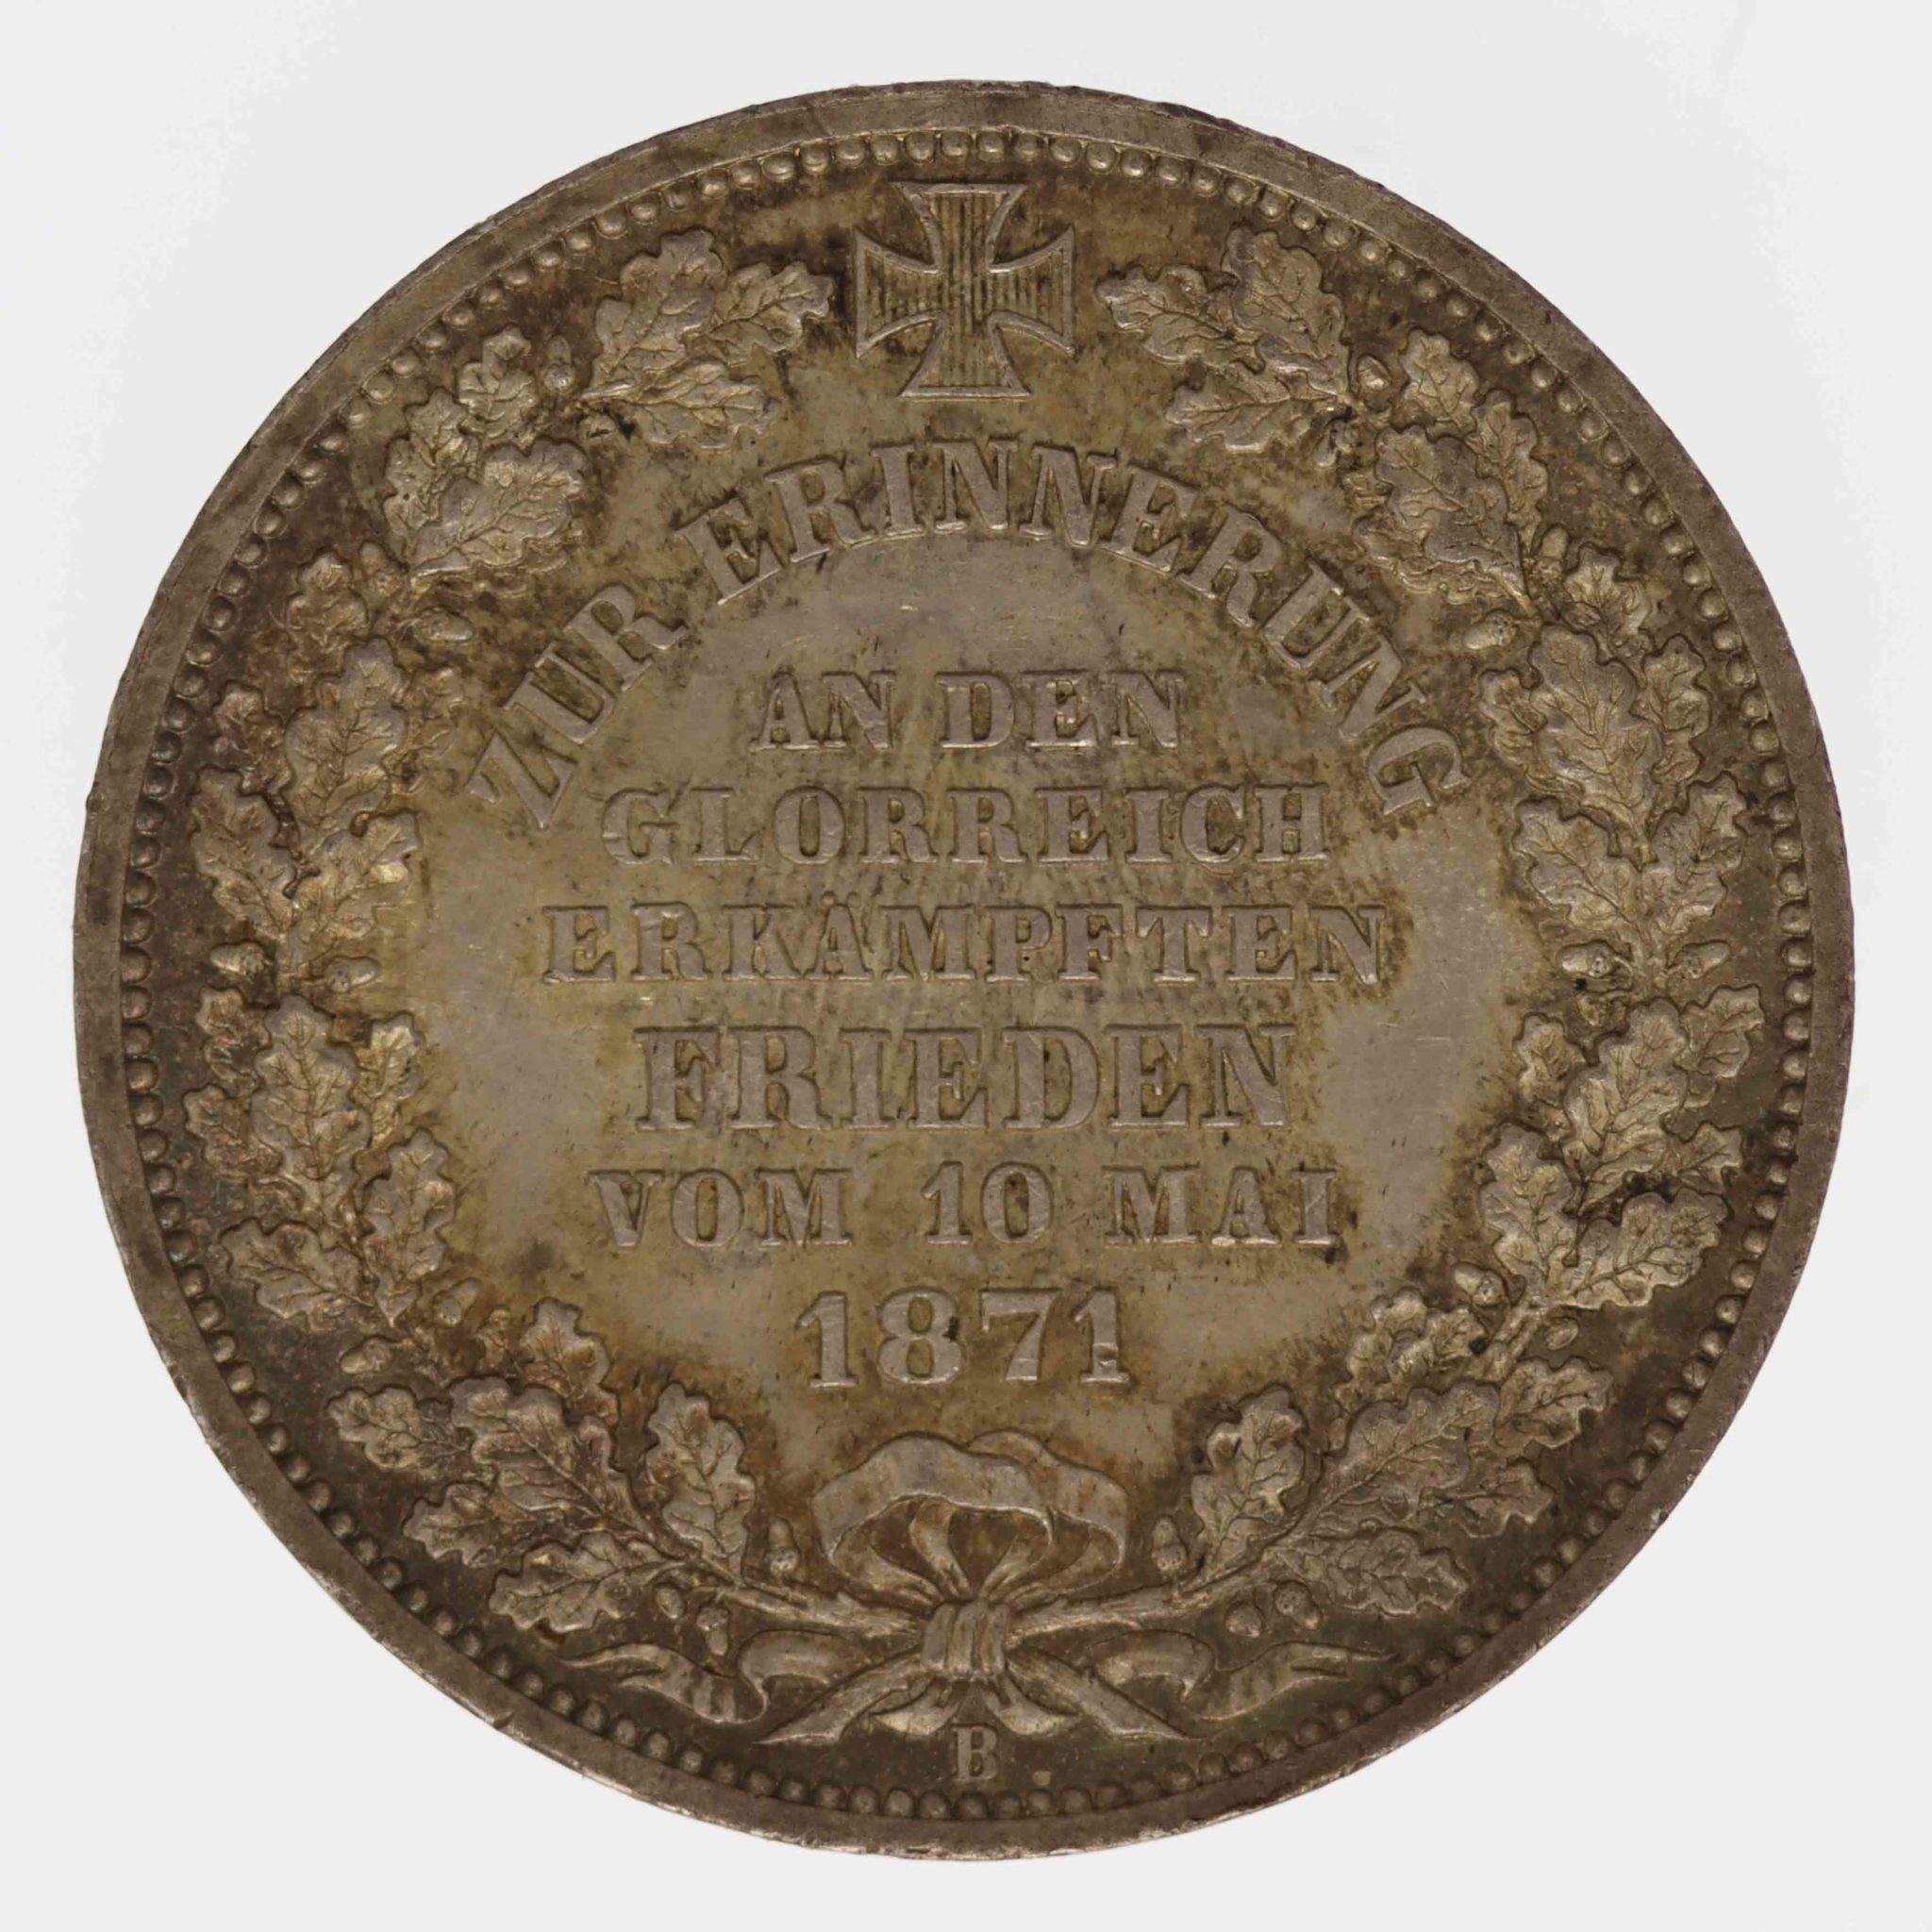 ZUR ERINNERUNG
AN DEN
GLORREICH
ERKÄMPFTEN
FRIEDEN
VOM 10 MAI
1871
B